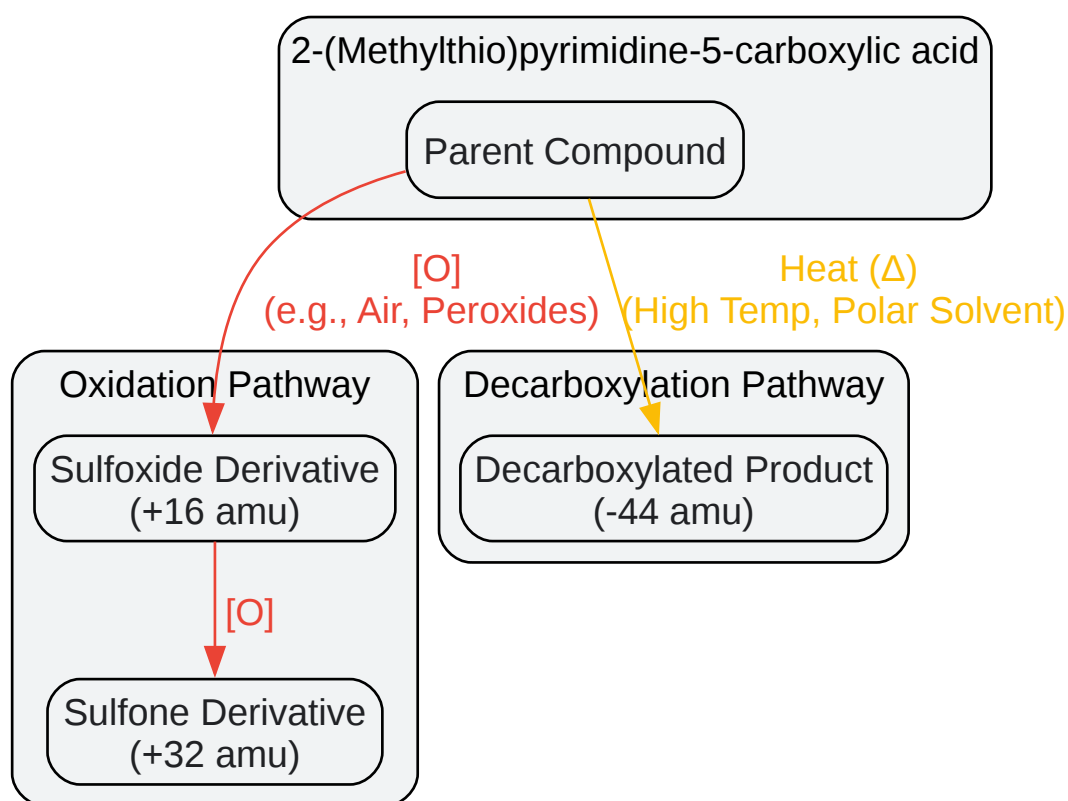 2-(Methylthio)pyrimidine-5-carboxylic acid
Parent Compound
[O]
(e.g., Air, Peroxides)
Heat (Δ)
(High Temp, Polar Solvent)
Oxidation Pathway
Sulfoxide Derivative
(+16 amu)
[O]
Sulfone Derivative
(+32 amu)
Decarboxylation Pathway
Decarboxylated Product
(-44 amu)